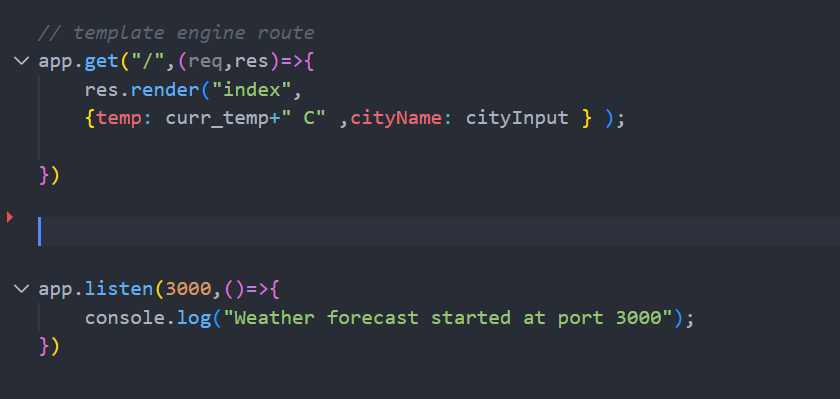 // template engine route
app.get("/",(req,res)=>{
res.render("index",
{temp: curr_temp+" C" ,cityName: cityInput } );
})
app.listen(3000,()=>{
console.log("Weather forecast started at port 3000");
})